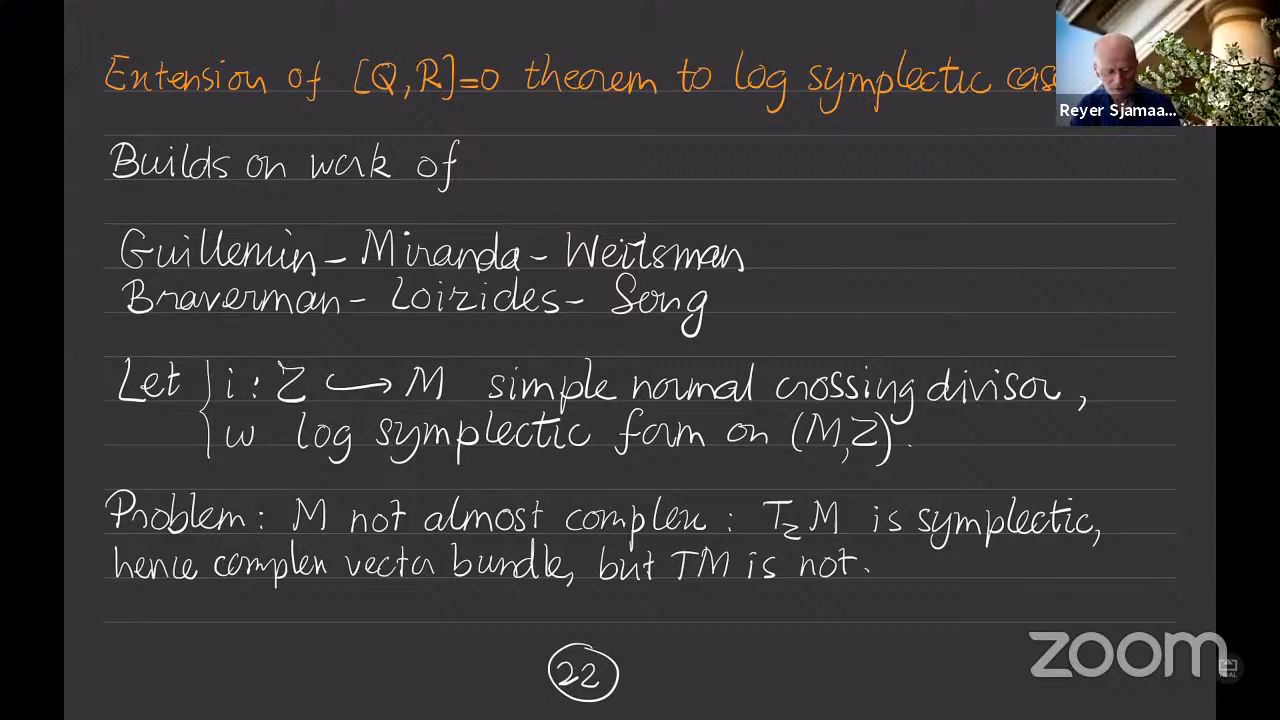 Extension of [Q,R]=0 theorem to log symplectic cas
Reyer Sjamaa...
Builds on work of
Guillemin - Miranda - Weitsman
Braverman - Loizides - Song
Let { i : Z ↪ M simple normal crossing divisor,
ω log symplectic form on (M,Z).
Problem: M not almost complex: T_Z M is symplectic,
hence complex vector bundle, but TM is not.
22
zoom